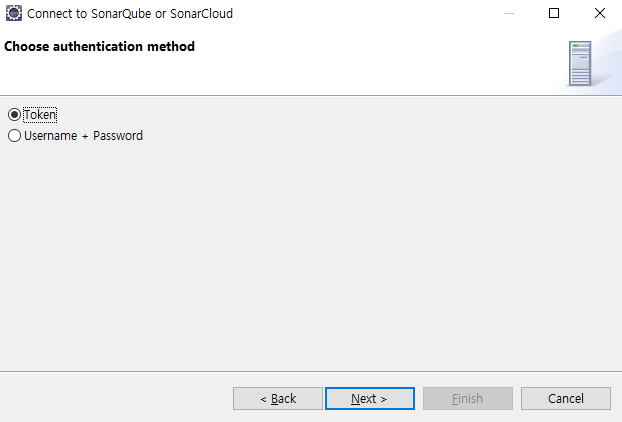 Connect to SonarQube or SonarCloud
Choose authentication method
Token
Username + Password
< Back
Next >
Finish
Cancel